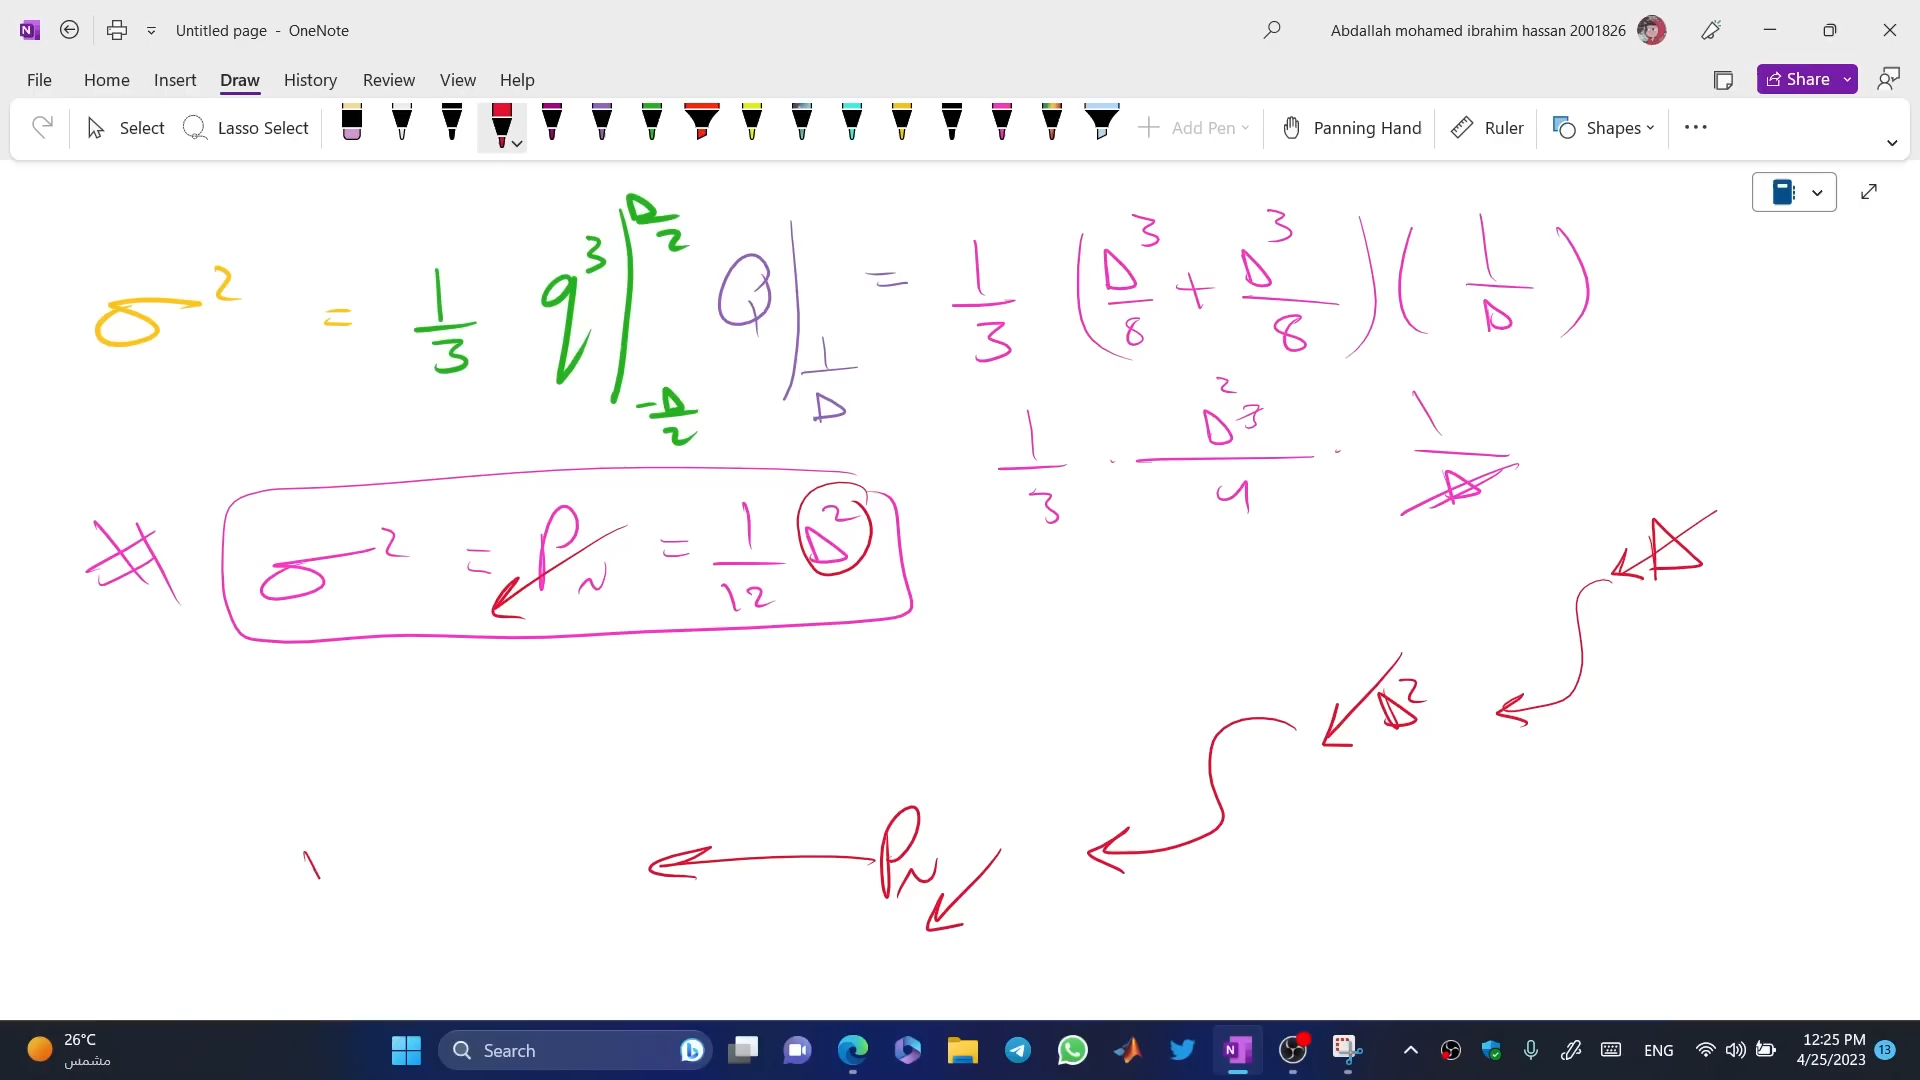 Untitled page - OneNote
Abdallah mohamed ibrahim hassan 2001826
File Home Insert Draw History Review View Help
Share
Select Lasso Select Add Pen Panning Hand Ruler Shapes
σ² = 1/3 q³ |_{-Δ/2}^{Δ/2} Q |_{1/Δ} = 1/3 (Δ³/8 + Δ³/8) (1/Δ)
1/3 · Δ³ ²/4 · 1/Δ
# σ² = P_N = 1/12 Δ²
Δ
Δ²
P_N
26°C
مشمس
Search
ENG
12:25 PM
4/25/2023
13